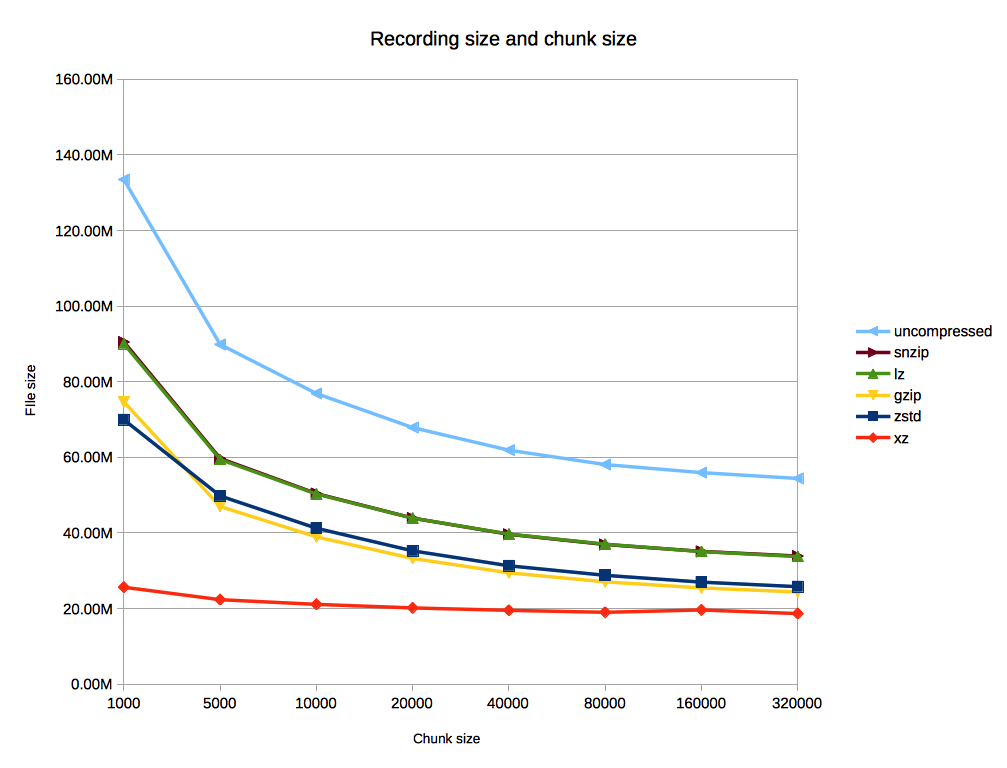 Recording size and chunk size
160.00M
140.00M
120.00M
100.00M
80.00M
60.00M
40.00M
20.00M
0.00M
FIle size
1000 5000 10000 20000 40000 80000 160000 320000
Chunk size
uncompressed
snzip
lz
gzip
zstd
xz